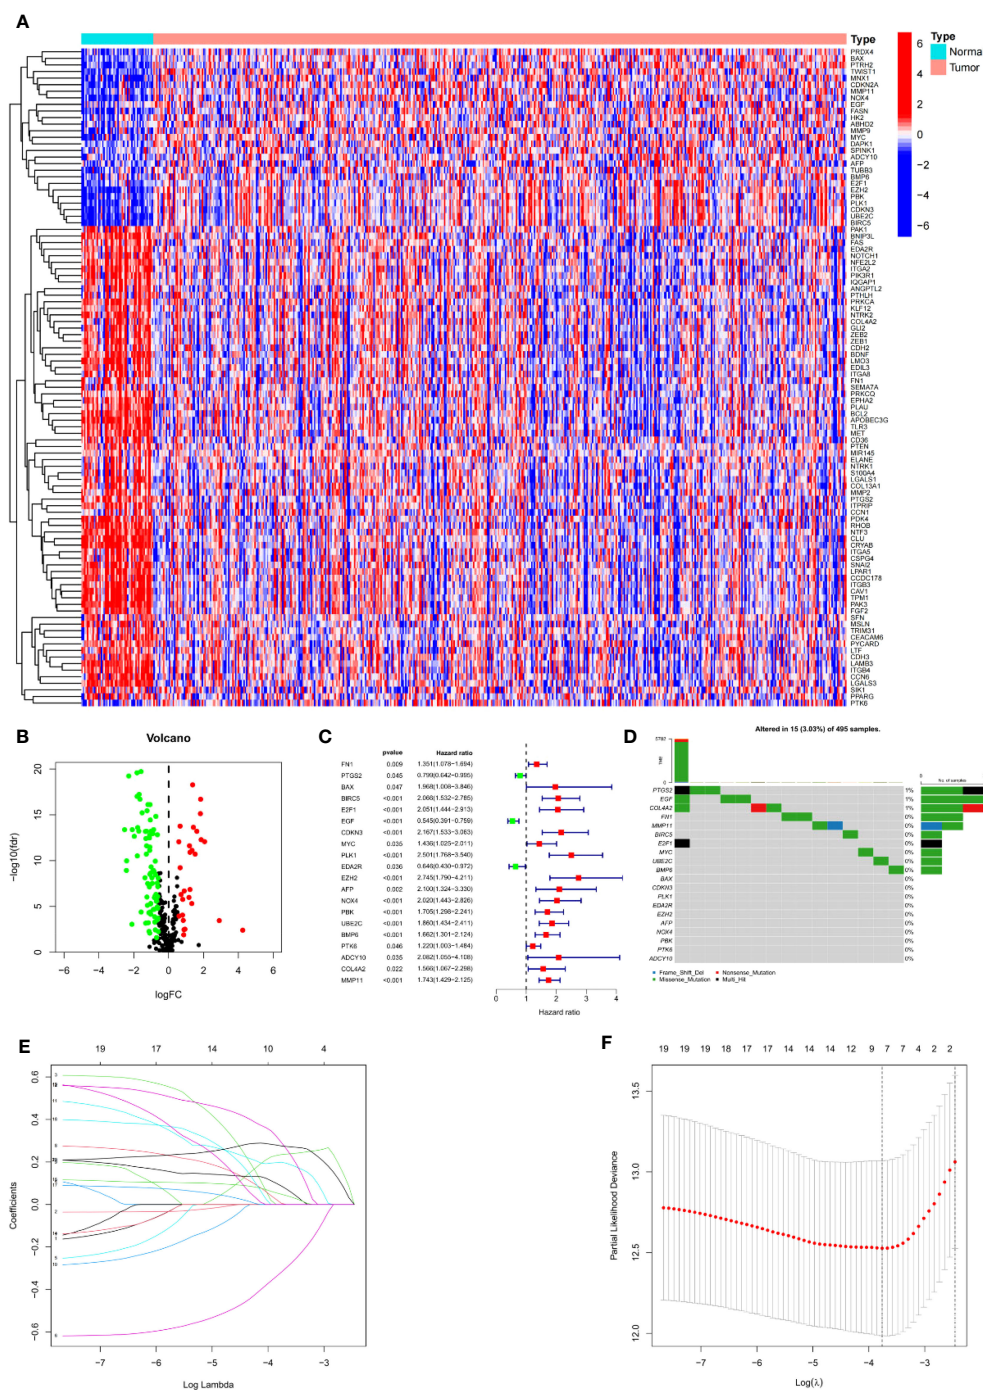 A
Type
PRDX4
BAX
PTRH2
TWIST1
MNX1
CDKN2A
MMP11
NOX4
EGF
FASN
HK2
ABHD2
MMP9
MYC
DAPK1
SPINK1
ADCY10
AFP
TUBB3
BMP6
E2F1
EZH2
PBK
PLK1
CDKN3
UBE2C
BIRC5
PAK1
BNIP3L
FAS
EDA2R
NOTCH1
NFE2L2
ITGA2
PIK3R1
IQGAP1
ANGPTL2
PTHLH
PRKCA
KLF12
NTRK2
COL4A2
GLI2
ZEB2
ZEB1
CDH2
BDNF
LMO3
EDIL3
ITGA8
FN1
SEMA7A
PRKCQ
EPHA2
PLAU
BCL2
APOBEC3G
TLR3
MET
CD36
PTEN
MIR145
ELANE
NTRK1
S100A4
LGALS1
COL13A1
MMP2
PTGS2
ITPRIP
CCN1
PDK4
RHOB
NTF3
CLU
CRYAB
ITGA5
CSPG4
SNAI2
LPAR1
CCDC178
ITGB3
CAV1
TPM1
PAK3
FGF2
SFN
MSLN
TRIM31
CEACAM6
PYCARD
LTF
CDH3
LAMB3
ITGB4
CCN6
LGALS3
SIK1
PPARG
PTK6
6
4
2
0
−2
−4
−6
Type
Norma
Tumor
B
Volcano
−log10(fdr)
20
15
10
5
0
−6 −4 −2 0 2 4 6
logFC
C
pvalue Hazard ratio
FN1 0.009 1.351(1.078−1.694)
PTGS2 0.045 0.799(0.642−0.995)
BAX 0.047 1.968(1.008−3.846)
BIRC5 <0.001 2.066(1.532−2.785)
E2F1 <0.001 2.051(1.444−2.913)
EGF <0.001 0.545(0.391−0.759)
CDKN3 <0.001 2.167(1.533−3.063)
MYC 0.035 1.436(1.025−2.011)
PLK1 <0.001 2.501(1.768−3.540)
EDA2R 0.036 0.646(0.430−0.972)
EZH2 <0.001 2.745(1.790−4.211)
AFP 0.002 2.100(1.324−3.330)
NOX4 <0.001 2.020(1.443−2.826)
PBK <0.001 1.705(1.296−2.241)
UBE2C <0.001 1.860(1.434−2.411)
BMP6 <0.001 1.662(1.301−2.124)
PTK6 0.046 1.220(1.003−1.484)
ADCY10 0.035 2.082(1.055−4.108)
COL4A2 0.022 1.566(1.067−2.298)
MMP11 <0.001 1.743(1.429−2.125)
0 1 2 3 4
Hazard ratio
D
Altered in 15 (3.03%) of 495 samples.
TMB
0
No. of samples
PTGS2 1%
EGF 1%
COL4A2 1%
FN1 0%
MMP11 0%
BIRC5 0%
E2F1 0%
MYC 0%
UBE2C 0%
BMP6 0%
BAX 0%
CDKN3 0%
PLK1 0%
EDA2R 0%
EZH2 0%
AFP 0%
NOX4 0%
PBK 0%
PTK6 0%
ADCY10 0%
Frame_Shift_Del Nonsense_Mutation
Missense_Mutation Multi_Hit
E
19 17 14 10 4
Coefficients
0.6
0.4
0.2
0.0
−0.2
−0.4
−0.6
−7 −6 −5 −4 −3
Log Lambda
F
19 19 19 18 17 17 14 14 14 12 9 7 7 4 2 2
Partial Likelihood Deviance
13.5
13.0
12.5
12.0
−7 −6 −5 −4 −3
Log(λ)